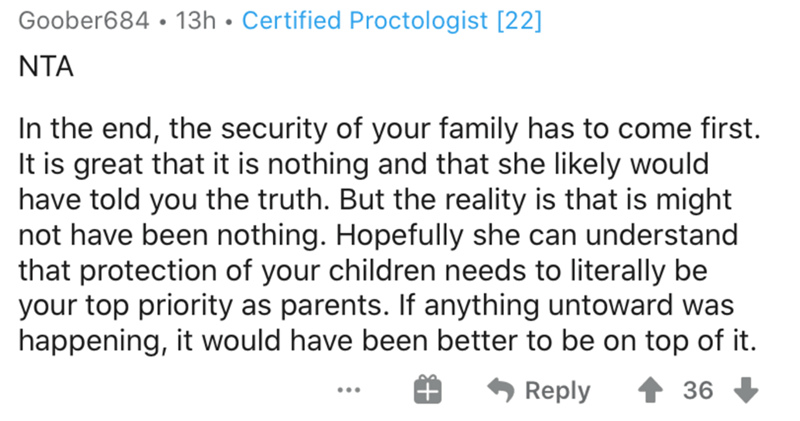 Goober684 • 13h • Certified Proctologist [22]
NTA
In the end, the security of your family has to come first.
It is great that it is nothing and that she likely would
have told you the truth. But the reality is that is might
not have been nothing. Hopefully she can understand
that protection of your children needs to literally be
your top priority as parents. If anything untoward was
happening, it would have been better to be on top of it.
... Reply 36